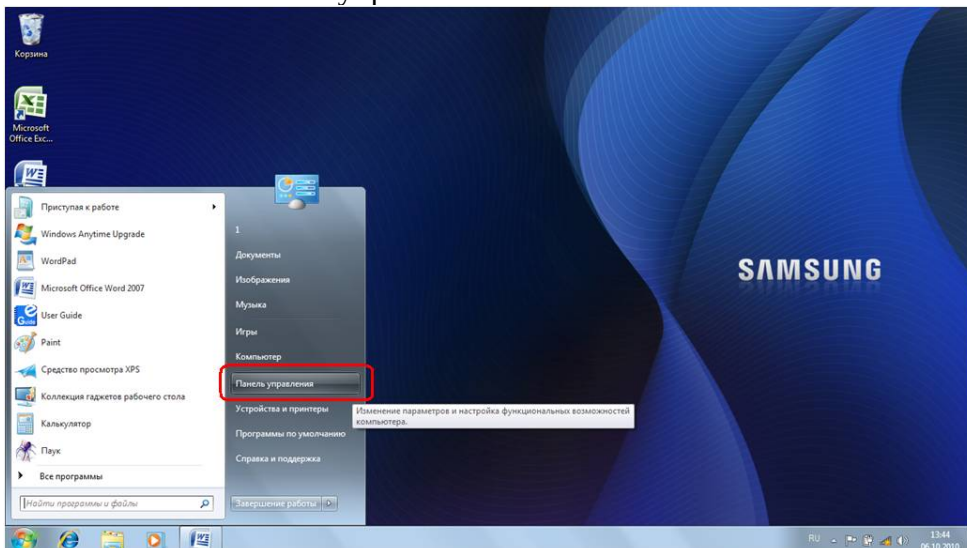 Корзина
Microsoft
Office Exc...
Приступая к работе
Windows Anytime Upgrade
WordPad
Microsoft Office Word 2007
User Guide
Paint
Средство просмотра XPS
Коллекция гаджетов рабочего стола
Калькулятор
Паук
Все программы
Найти программы и файлы
1
Документы
Изображения
Музыка
Игры
Компьютер
Панель управления
Устройства и принтеры
Программы по умолчанию
Справка и поддержка
Завершение работы
Изменение параметров и настройка функциональных возможностей
компьютера.
SAMSUNG
RU
13:44
06.10.2010